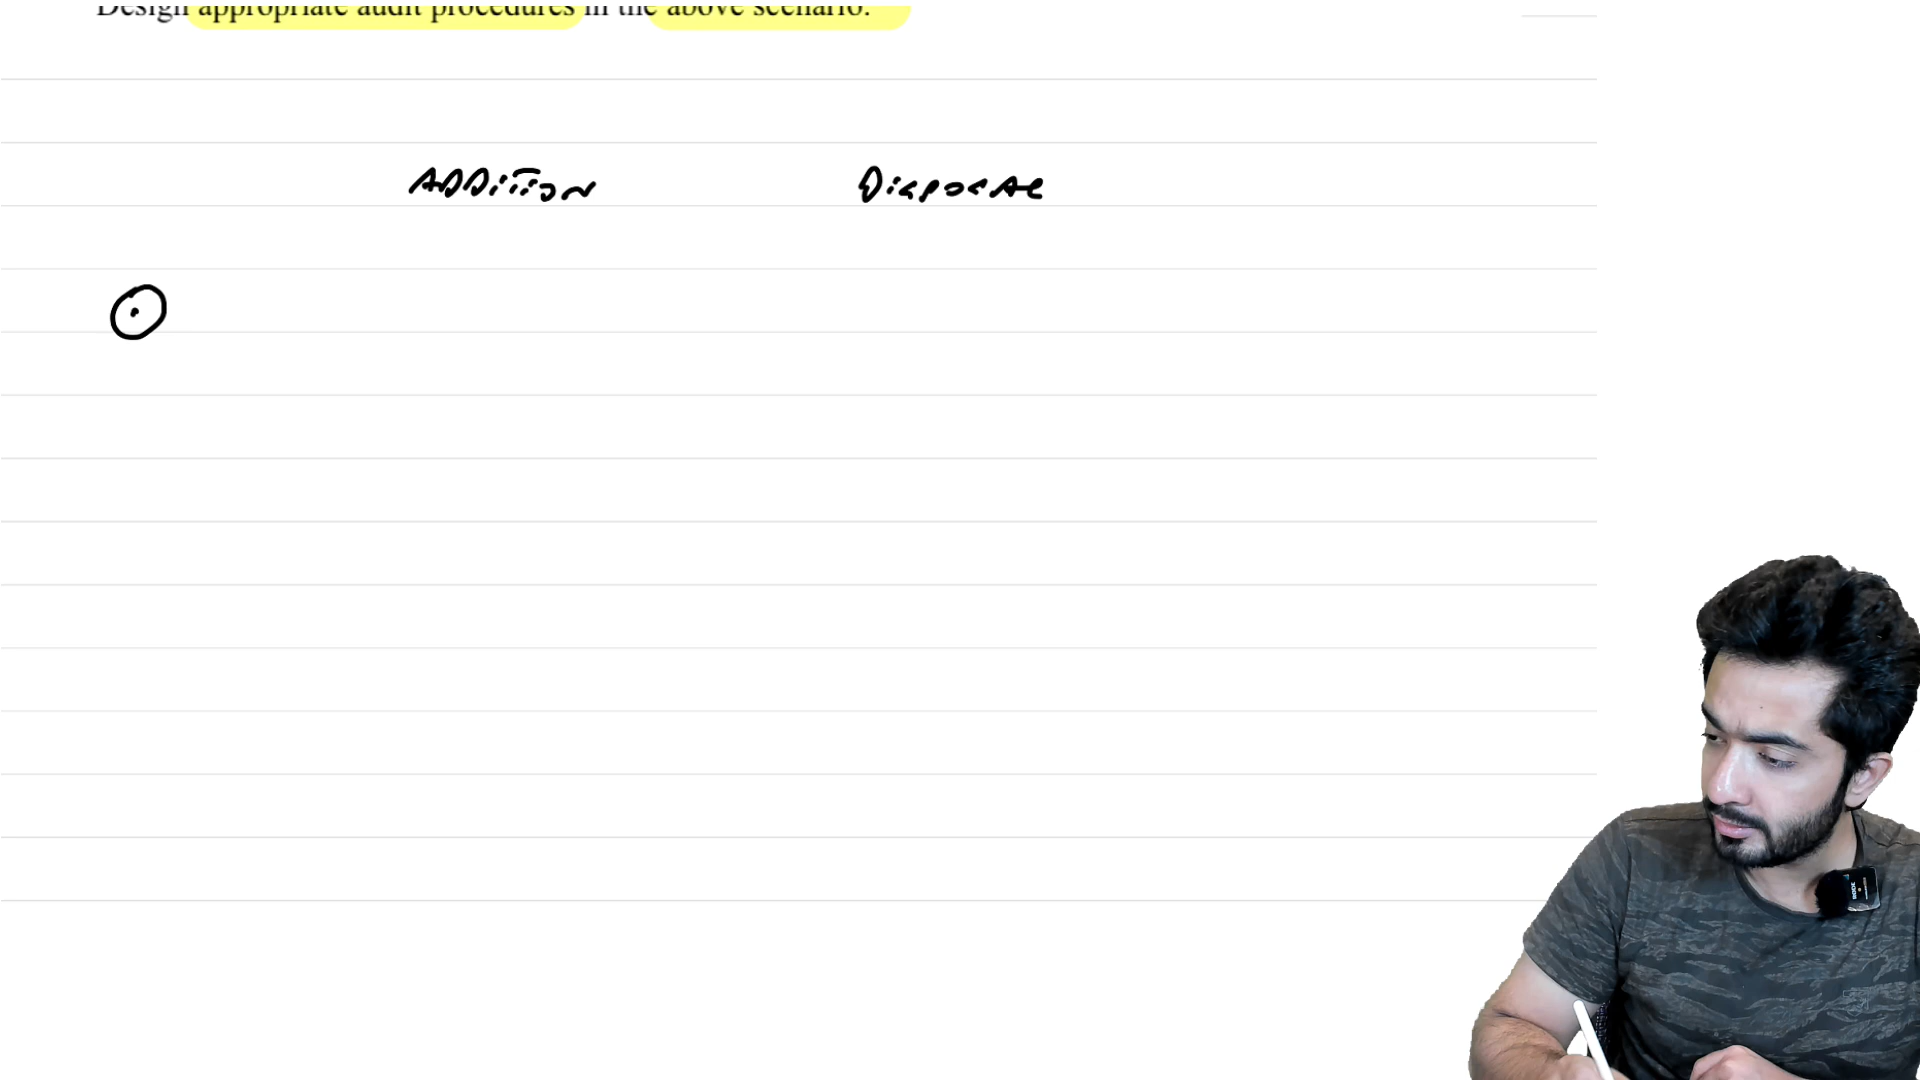 Design appropriate audit procedures in the above scenario.
ADDITION DISPOSAL